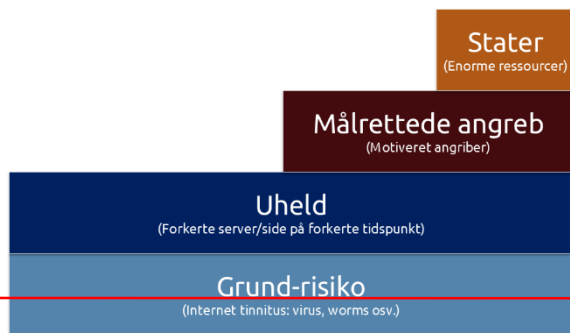 Stater
(Enorme ressourcer)
Målrettede angreb
(Motiveret angriber)
Uheld
(Forkerte server/side på forkerte tidspunkt)
Grund-risiko
(Internet tinnitus: virus, worms osv.)